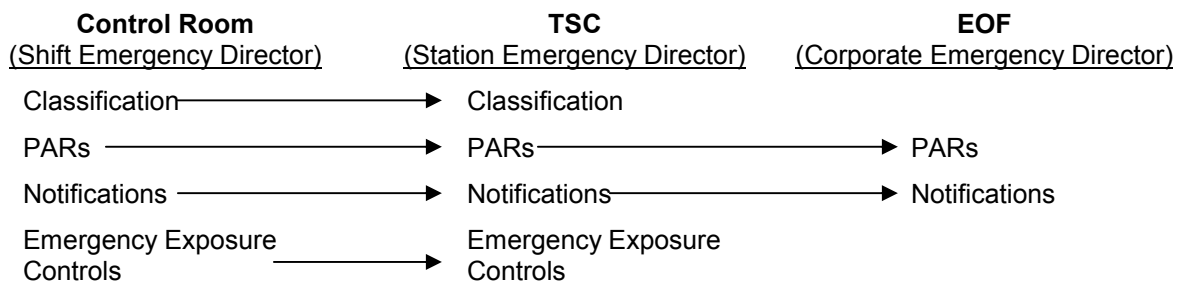 Control Room TSC EOF
(Shift Emergency Director) (Station Emergency Director) (Corporate Emergency Director)
Classification Classification
PARs PARs PARs
Notifications Notifications Notifications
Emergency Exposure Emergency Exposure
Controls Controls